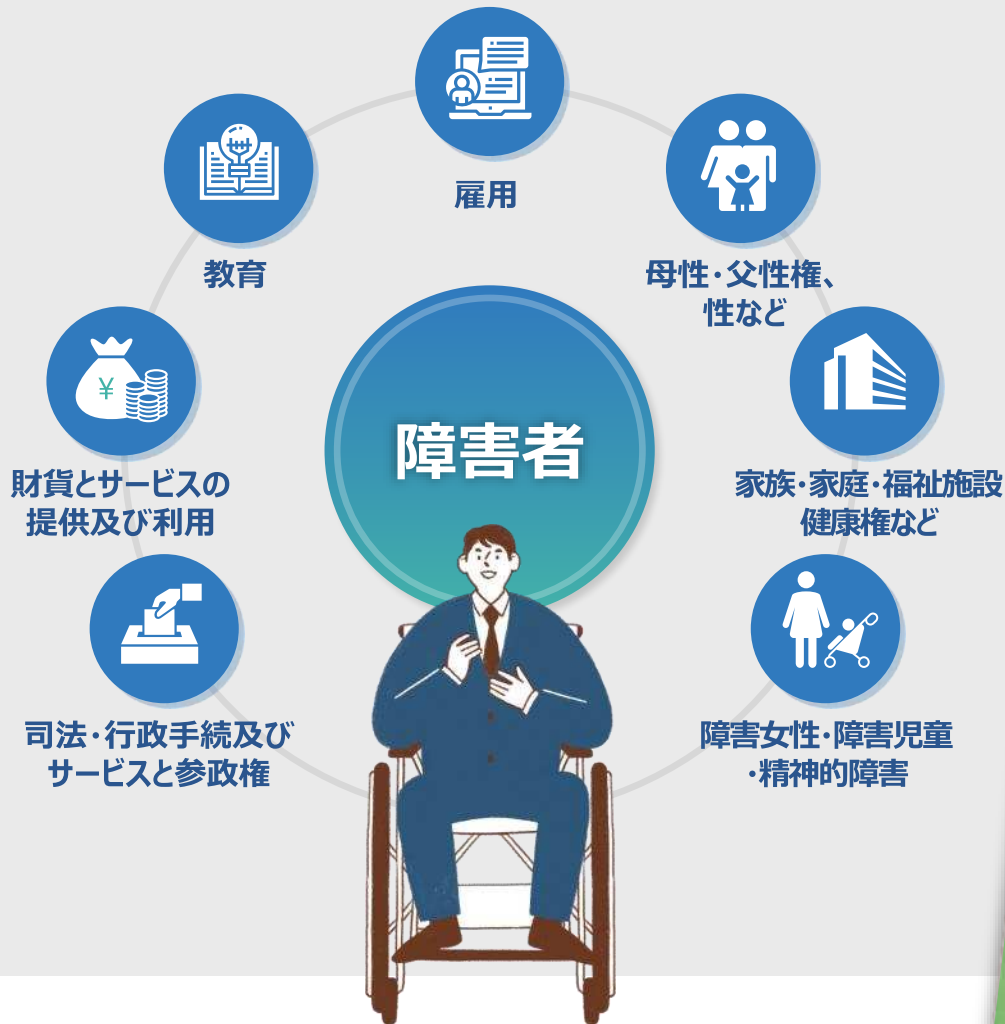 雇用
教育
母性・父性権、
性など
¥
障害者
財貨とサービスの
提供及び利用
家族・家庭・福祉施設
健康権など
司法・行政手続及び
サービスと参政権
障害女性・障害児童
・精神的障害